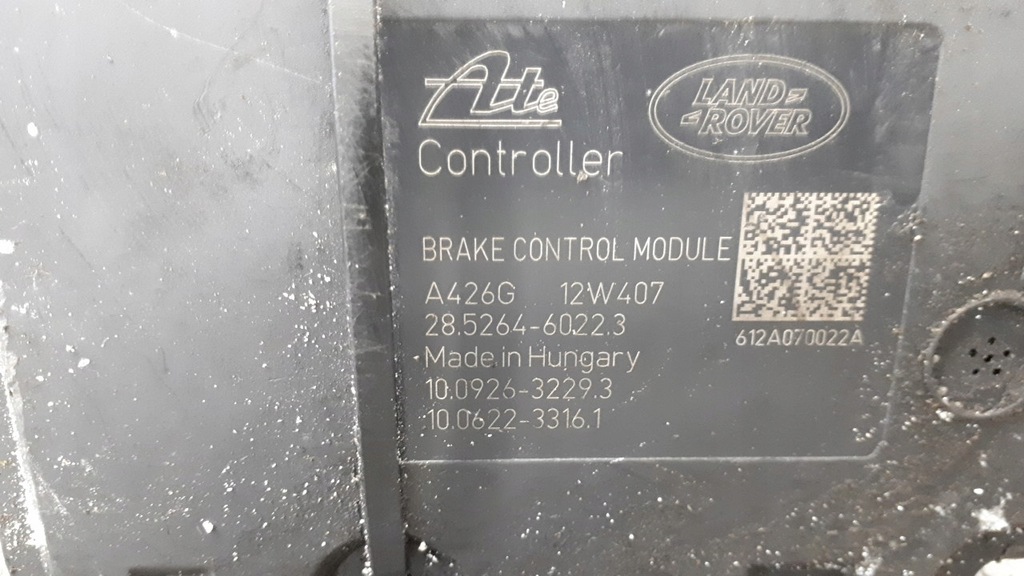 Ate
LAND-
-ROVER
Controller
BRAKE CONTROL MODULE
A426G 12W407
28.5264-6022.3
612A070022A
Made in Hungary
10.0926-3229.3
10.0622-3316.1